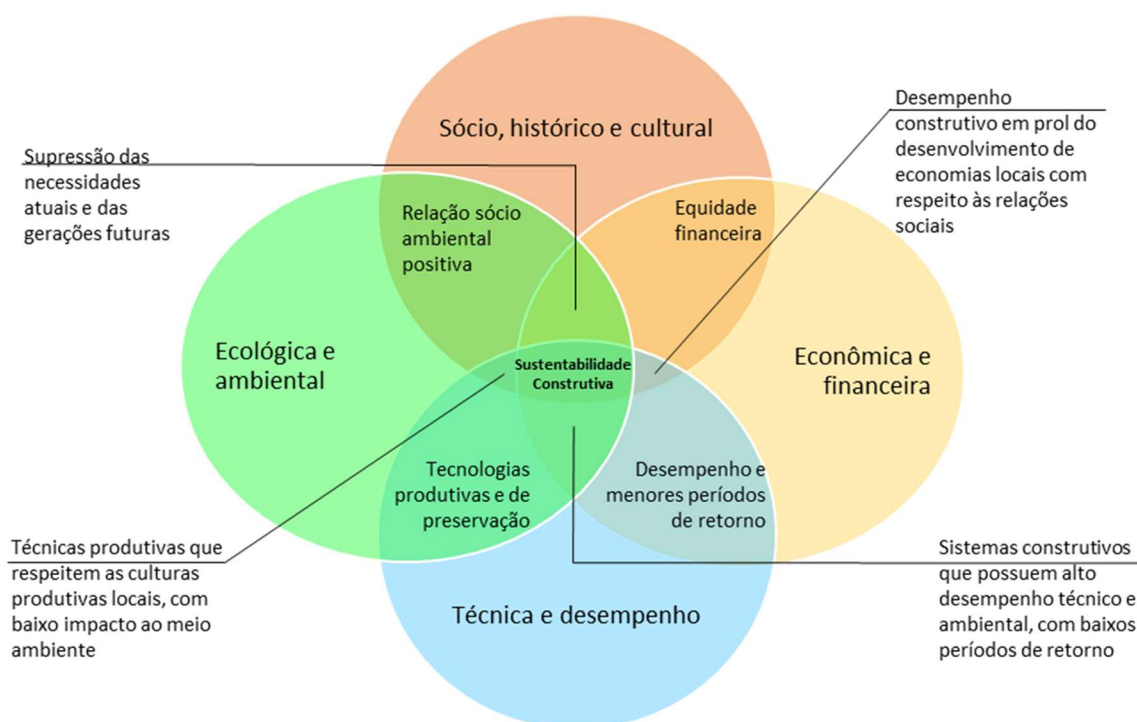 Sócio, histórico e cultural
Supressão das
necessidades
atuais e das
gerações futuras
Desempenho
construtivo em prol do
desenvolvimento de
economias locais com
respeito às relações
sociais
Relação sócio
ambiental
positiva
Equidade
financeira
Ecológica e
ambiental
Sustentabilidade
Construtiva
Econômica e
financeira
Tecnologias
produtivas e de
preservação
Desempenho e
menores períodos
de retorno
Técnicas produtivas que
respeitem as culturas
produtivas locais, com
baixo impacto ao meio
ambiente
Técnica e desempenho
Sistemas construtivos
que possuem alto
desempenho técnico e
ambiental, com baixos
períodos de retorno